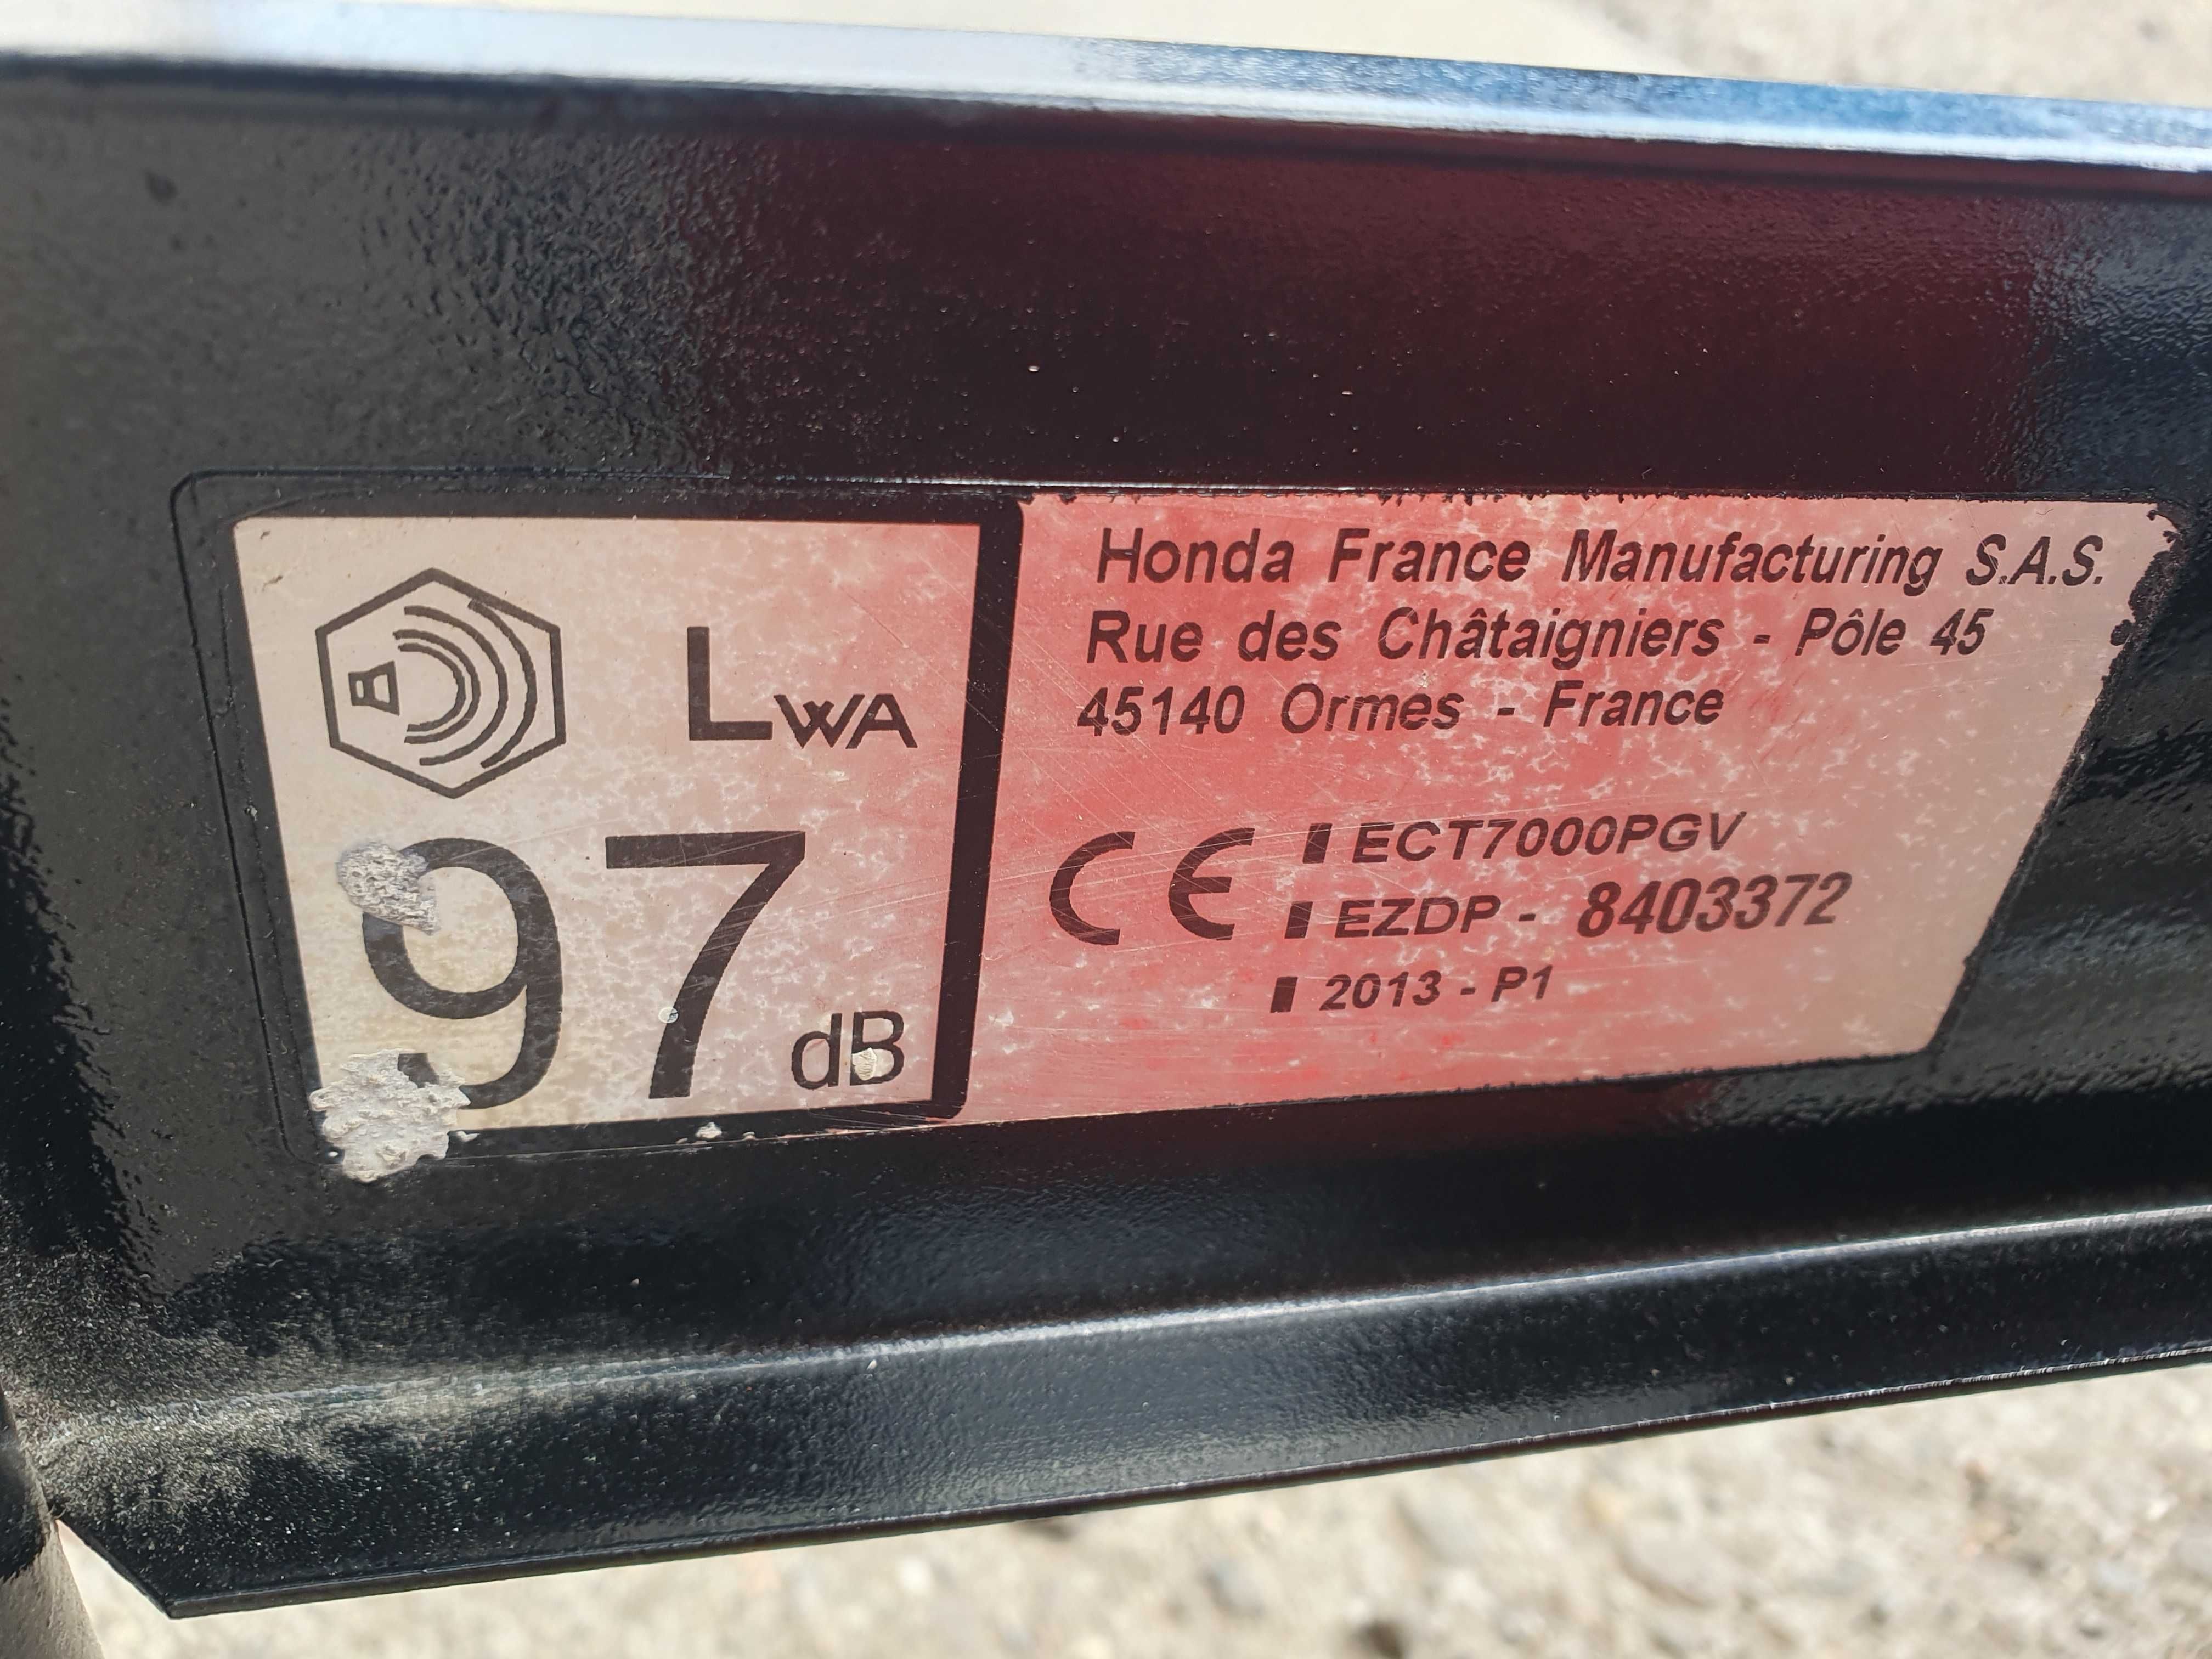 LWA
97 dB
Honda France Manufacturing S.A.S.
Rue des Châtaigniers - Pôle 45
45140 Ormes - France
CE
ECT7000PGV
EZDP - 8403372
2013 - P1